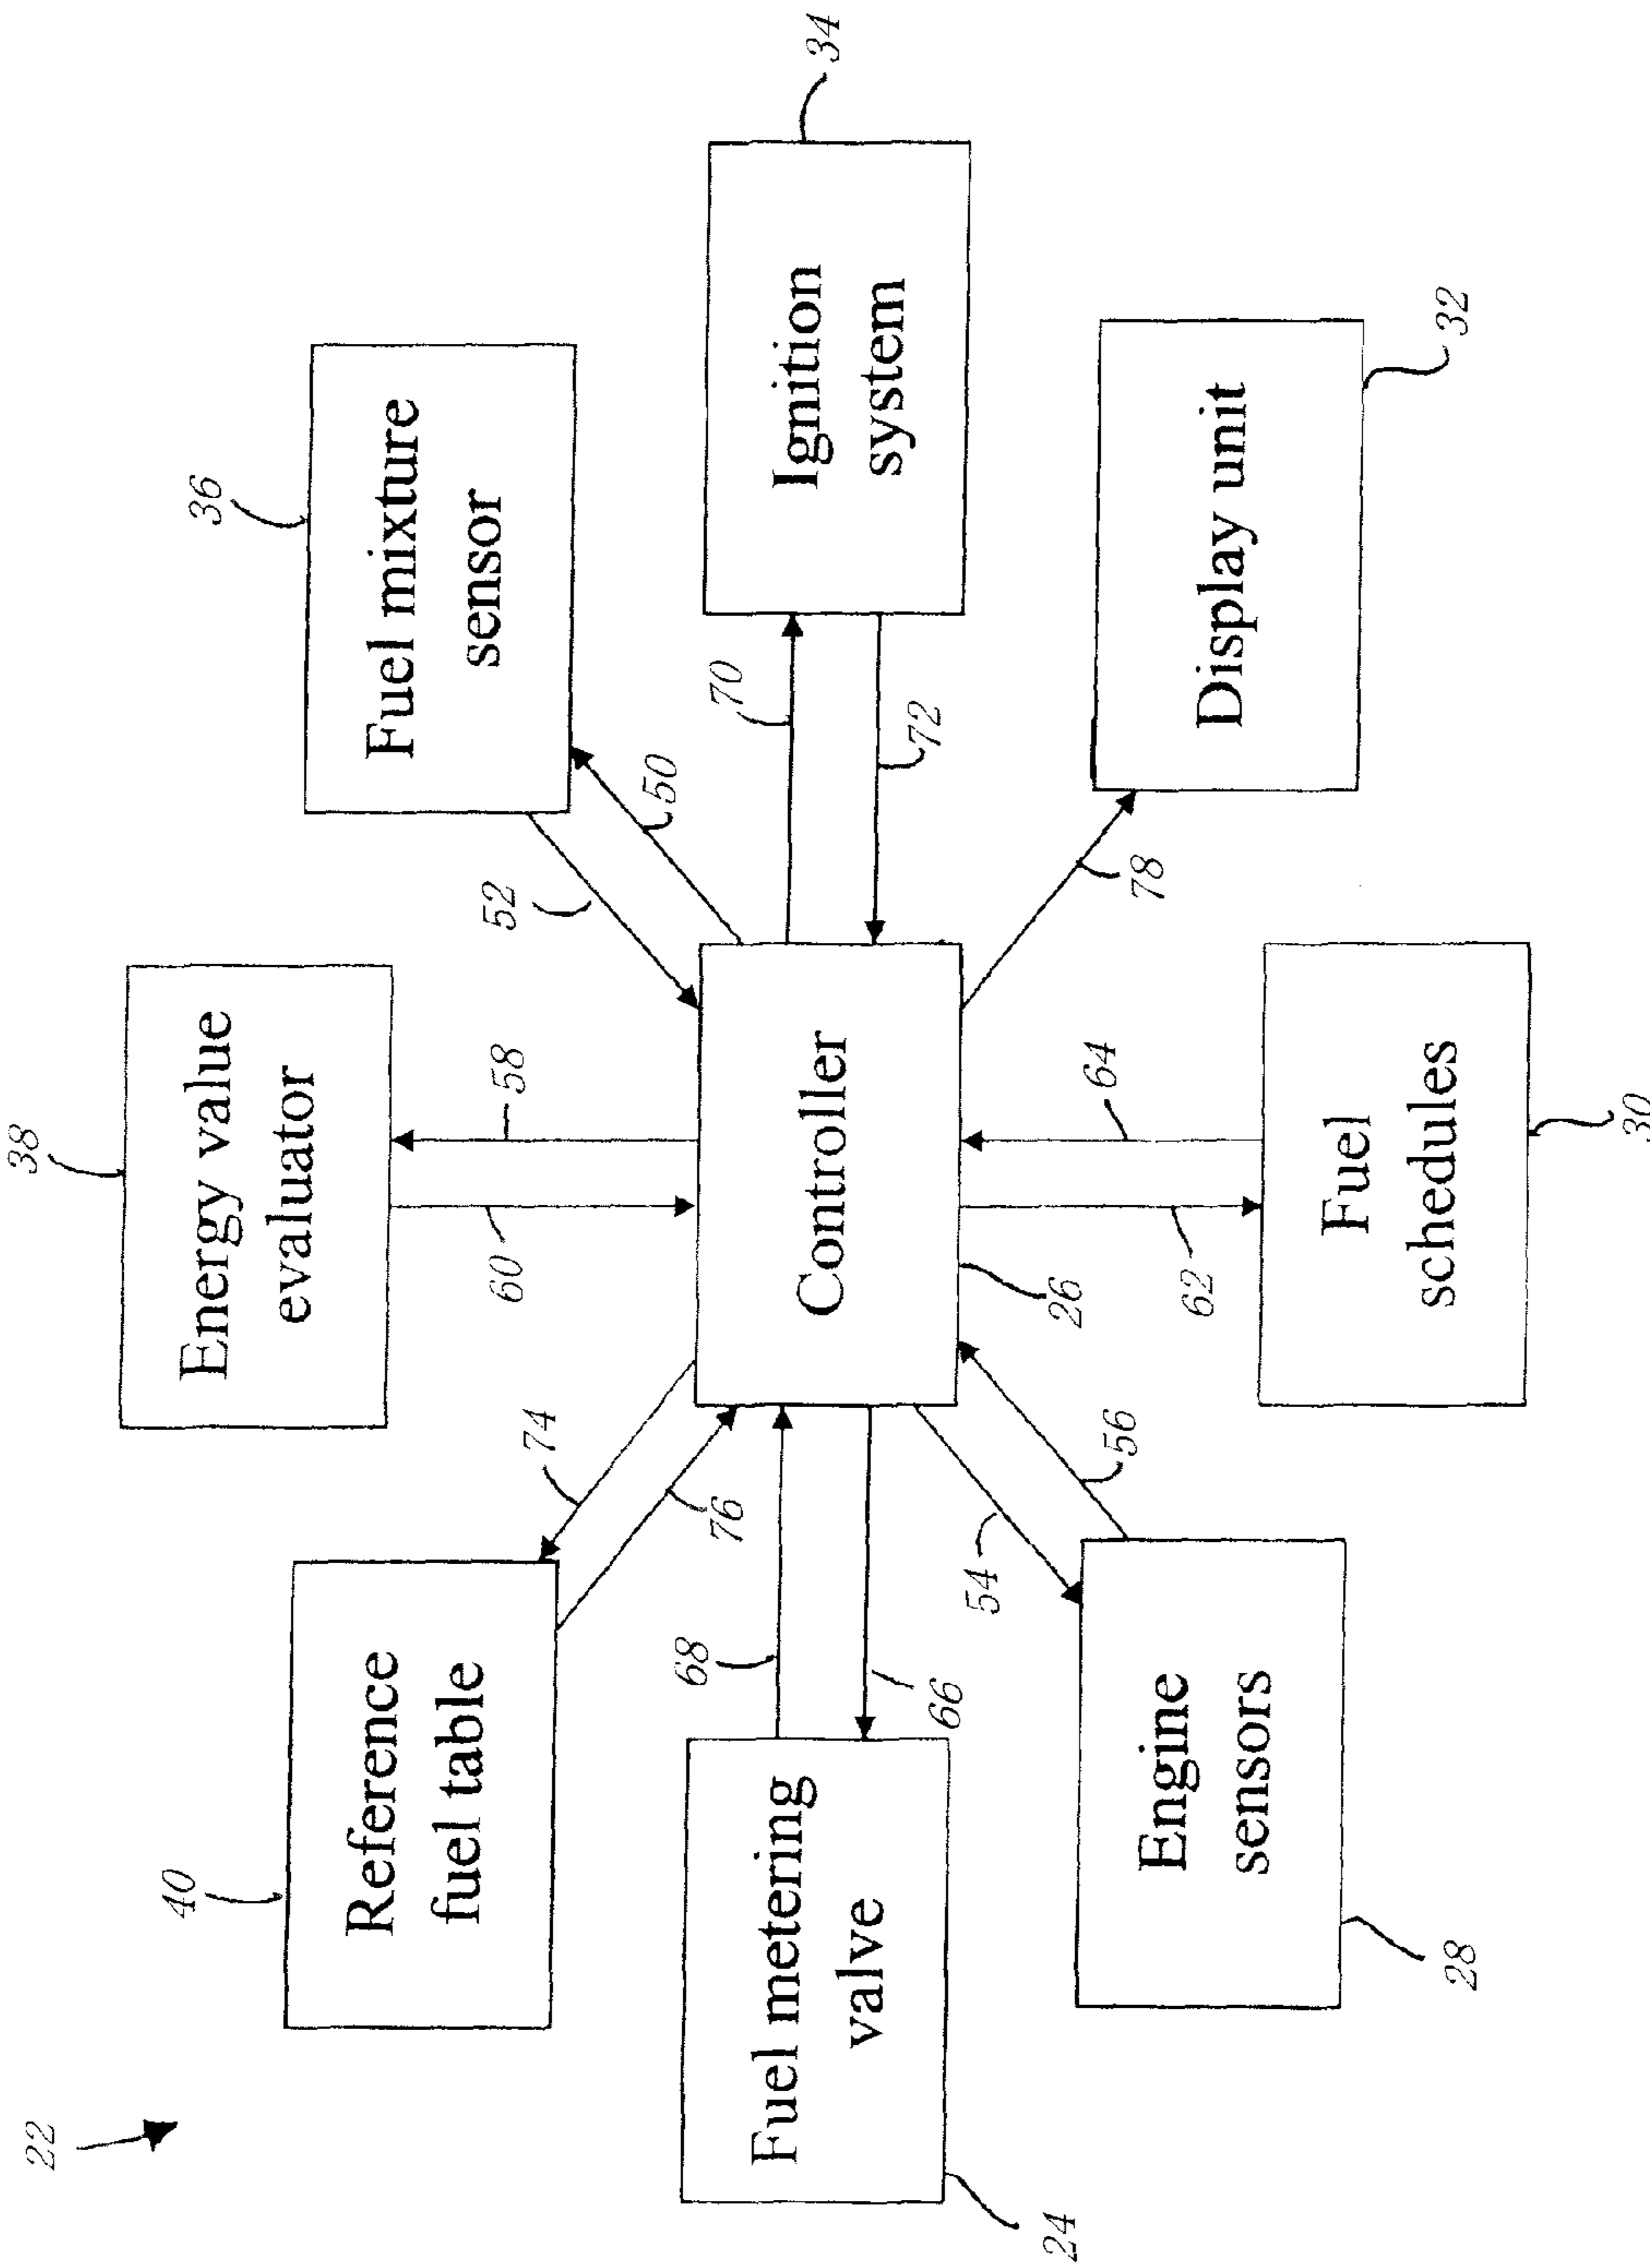 22
40
38
36
Reference
fuel table
Energy value
evaluator
Fuel mixture
sensor
74
76
60
58
52
50
Fuel metering
valve
24
68
66
Controller
26
70
72
Ignition
system
34
54
56
62
64
78
Engine
sensors
28
Fuel
schedules
30
Display unit
32